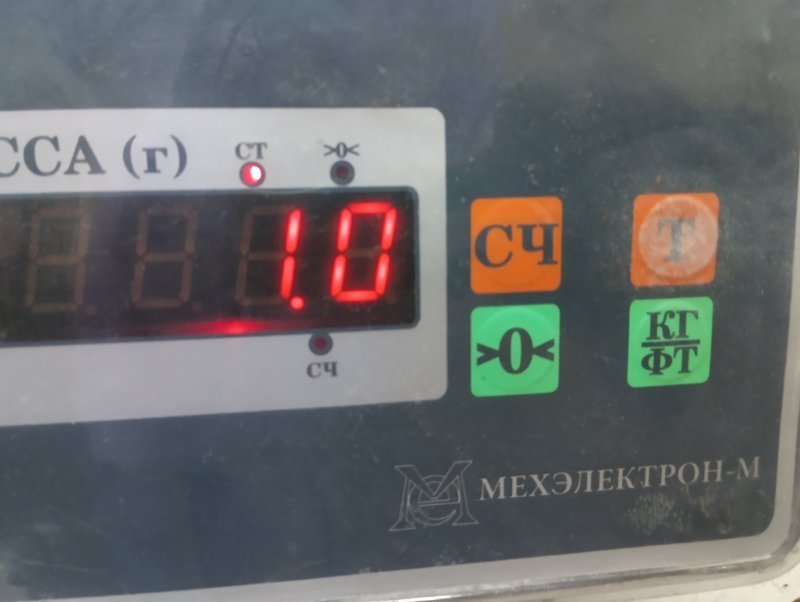 ССА (г)
СТ
>0<
1.0
СЧ
СЧ
Т
>0<
КГ
ФТ
МЕХЭЛЕКТРОН-М